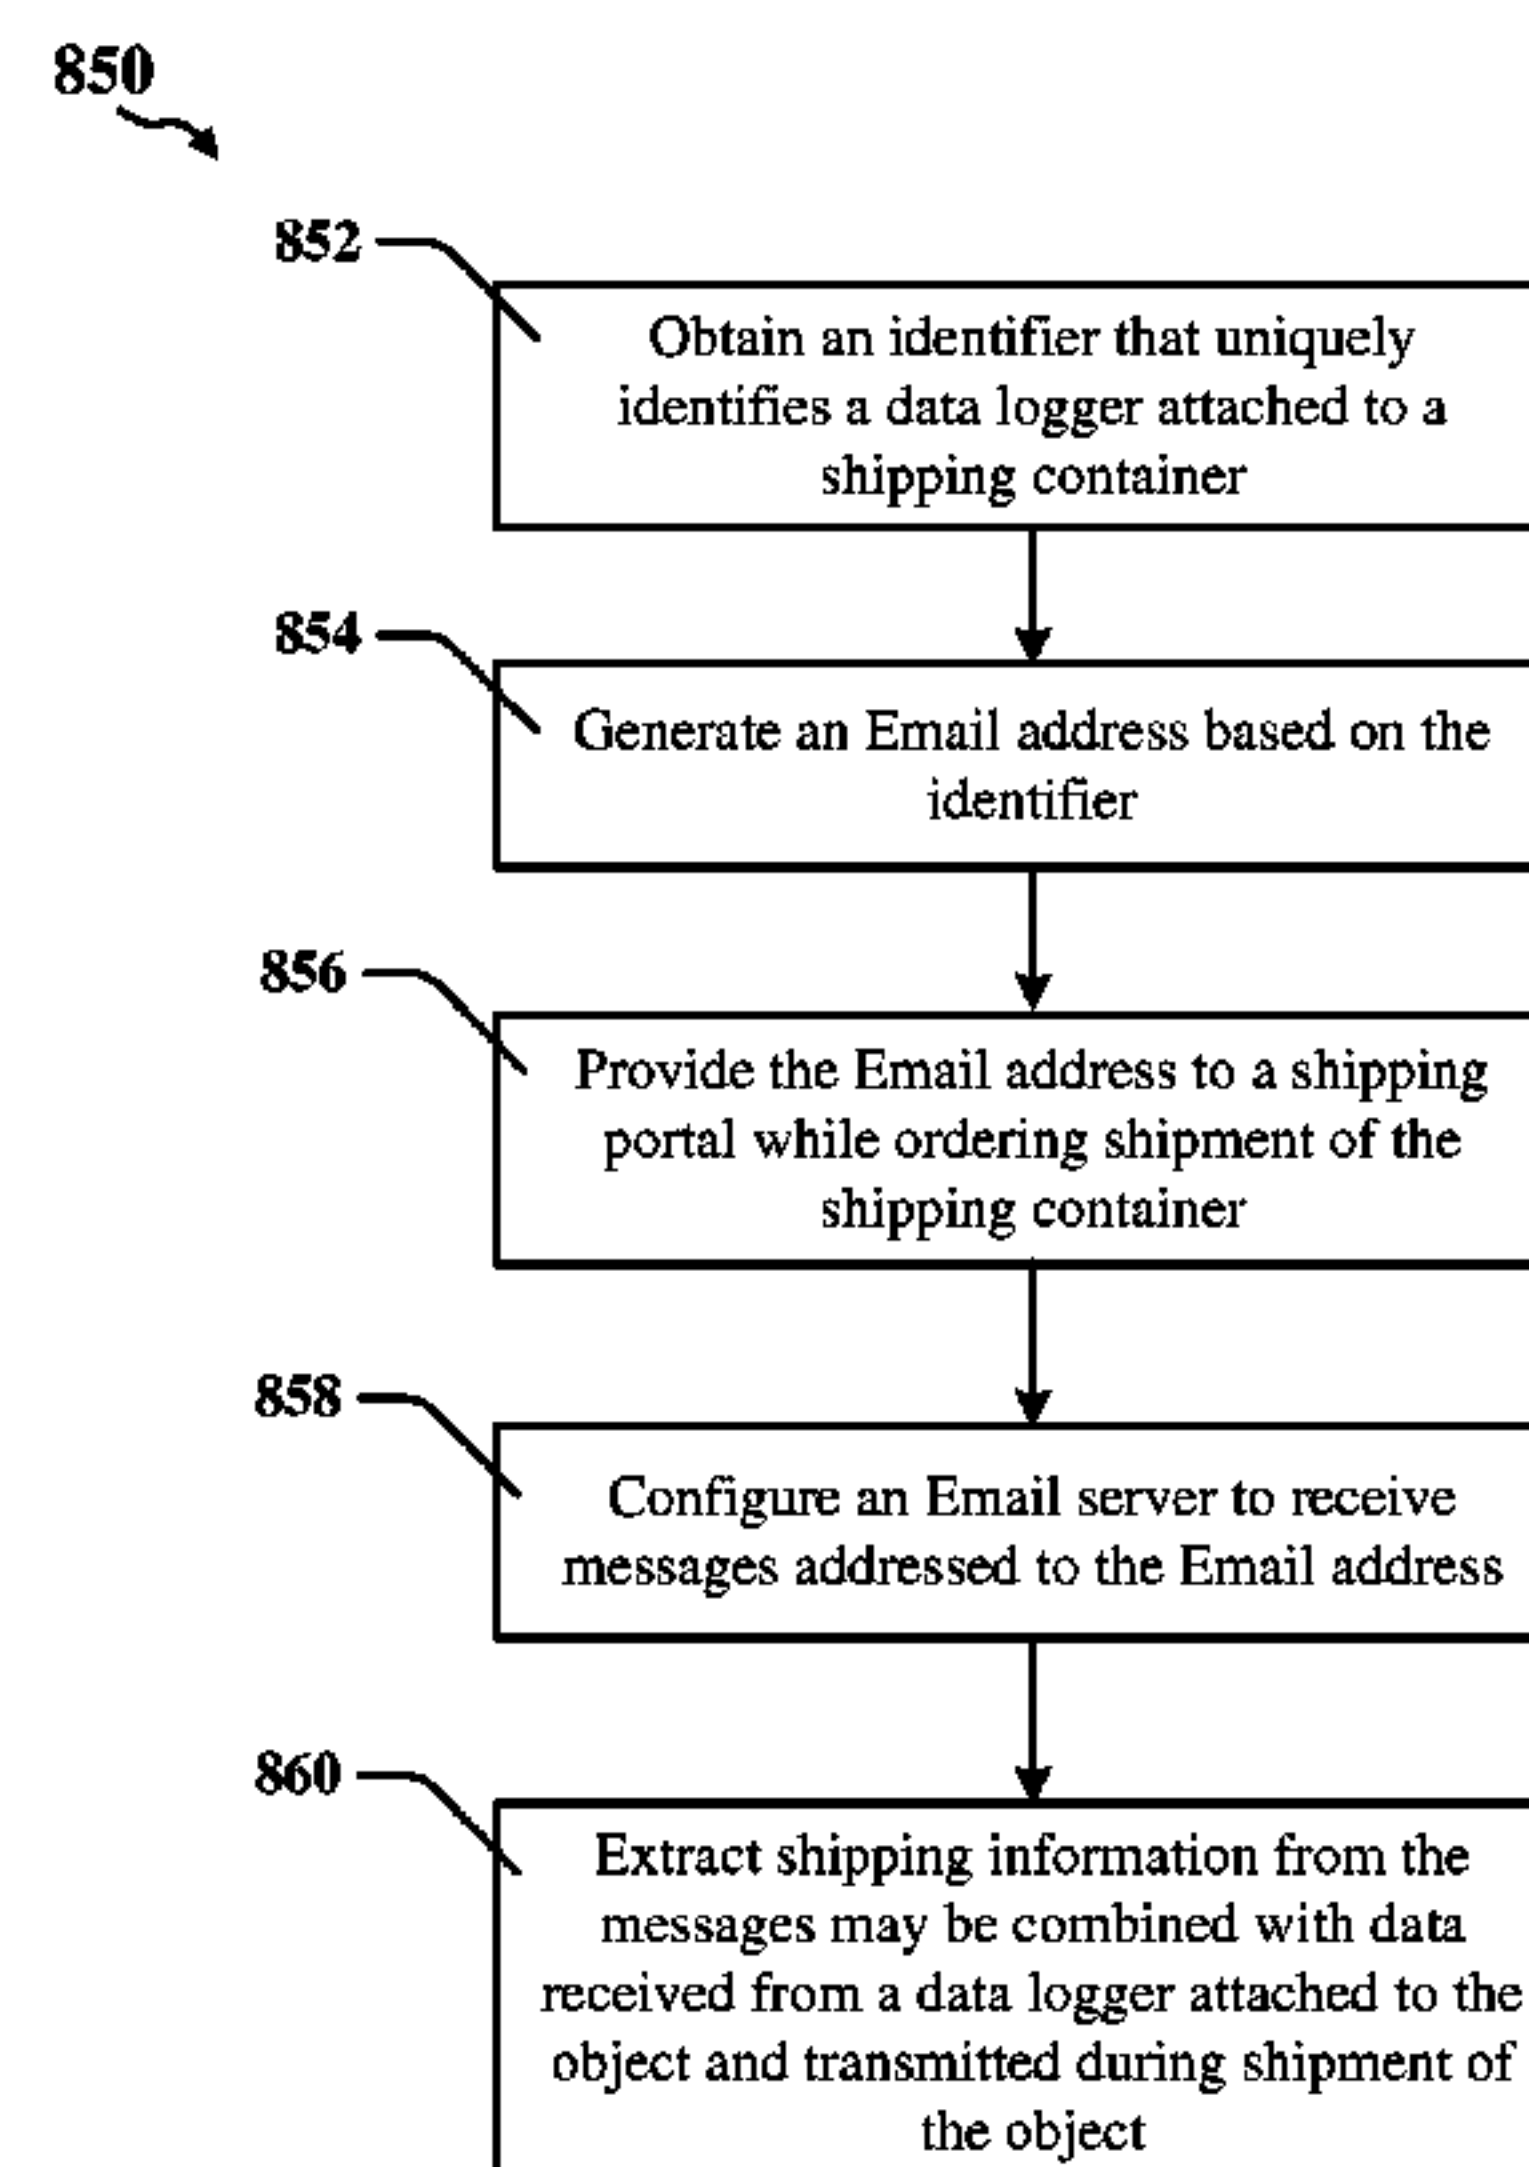 850
852
Obtain an identifier that uniquely
identifies a data logger attached to a
shipping container
854
Generate an Email address based on the
identifier
856
Provide the Email address to a shipping
portal while ordering shipment of the
shipping container
858
Configure an Email server to receive
messages addressed to the Email address
860
Extract shipping information from the
messages may be combined with data
received from a data logger attached to the
object and transmitted during shipment of
the object